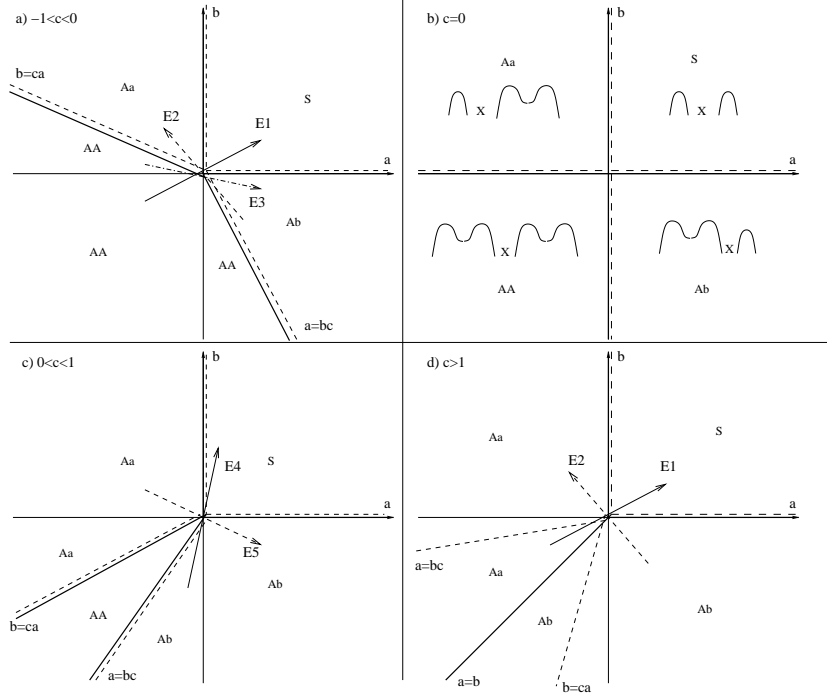 a) −1<c<0
b
b=ca
Aa
S
E2
E1
AA
a
E3
Ab
AA
AA
a=bc
b) c=0
b
Aa
S
X
X
a
X
X
AA
Ab
c) 0<c<1
b
Aa
E4
S
a
E5
Aa
Ab
AA
b=ca
Ab
a=bc
d) c>1
b
Aa
S
E2
E1
a
a=bc
Aa
Ab
Ab
a=b
b=ca